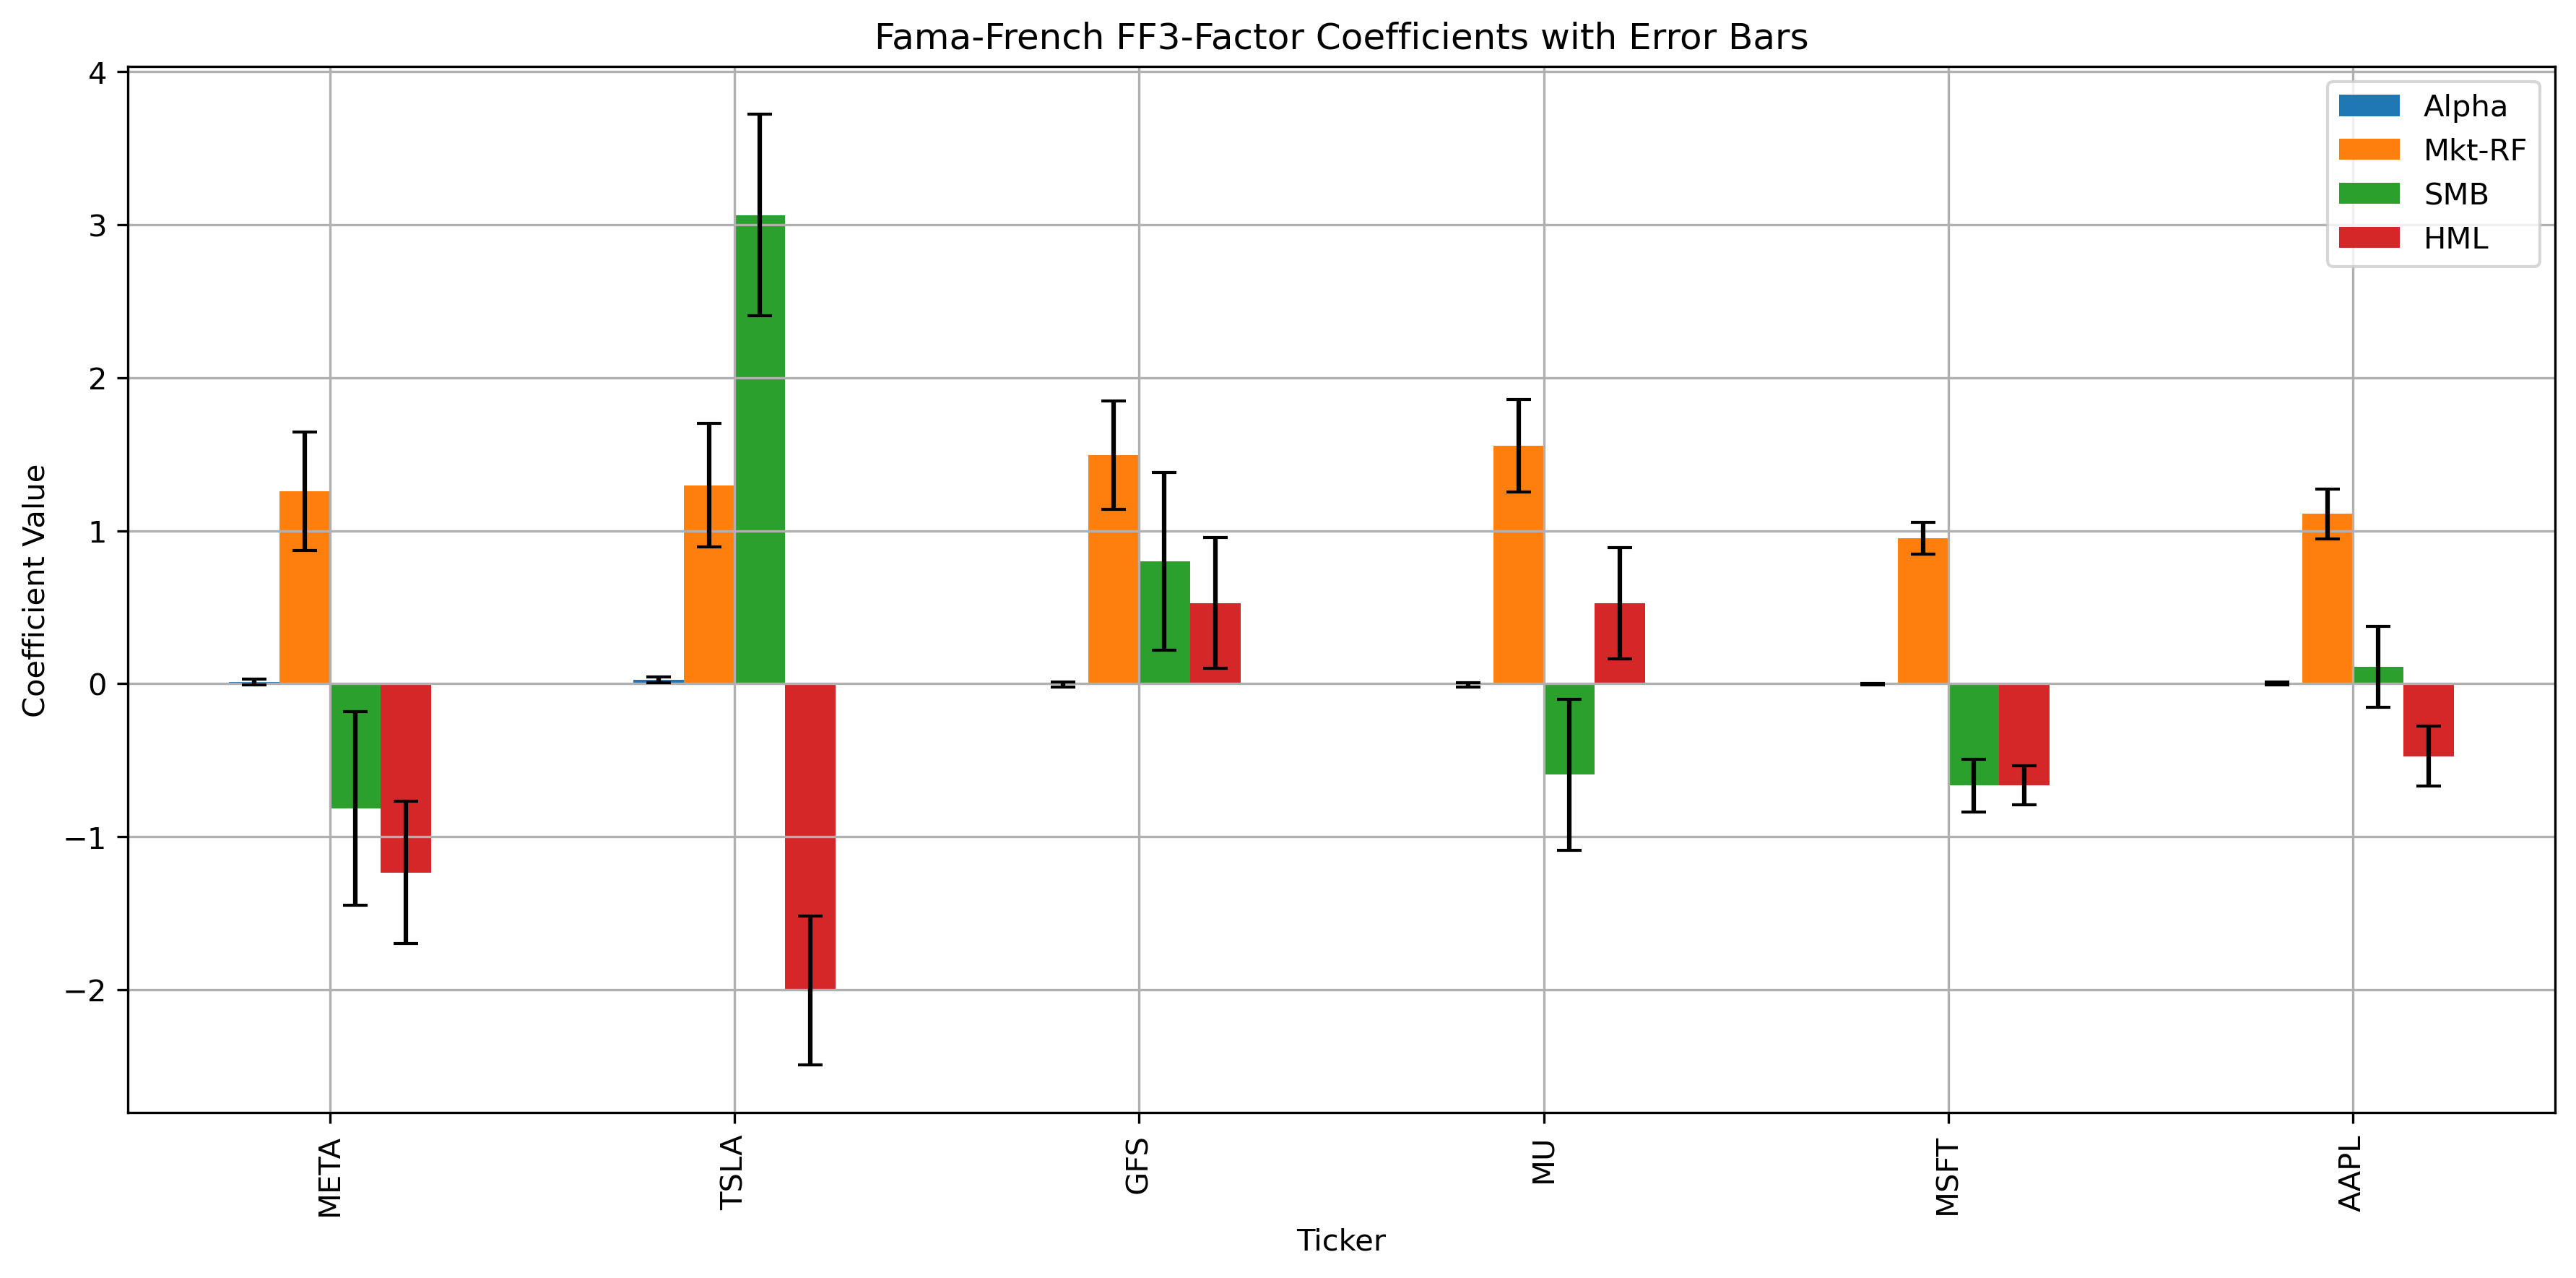 Fama-French FF3-Factor Coefficients with Error Bars
4
3
2
1
0
−1
−2
Coefficient Value
Alpha
Mkt-RF
SMB
HML
META
TSLA
GFS
MU
MSFT
AAPL
Ticker